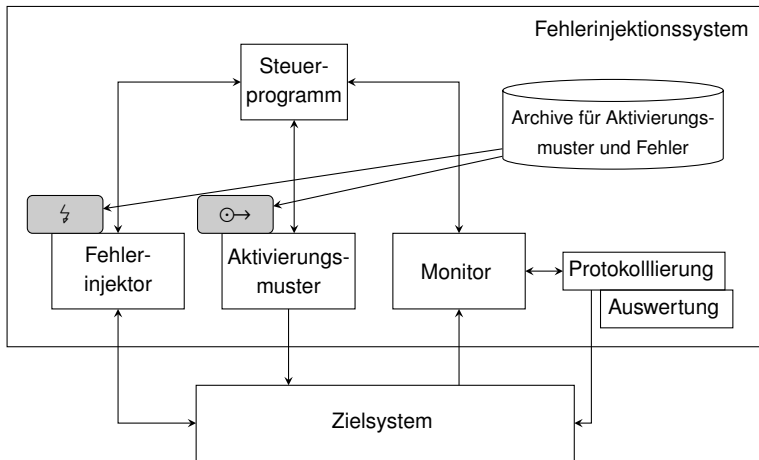 Fehlerinjektionssystem
Steuer-
programm
Archive für Aktivierungs-
muster und Fehler
Fehler-
injektor
Aktivierungs-
muster
Monitor
Protokolllierung
Auswertung
Zielsystem